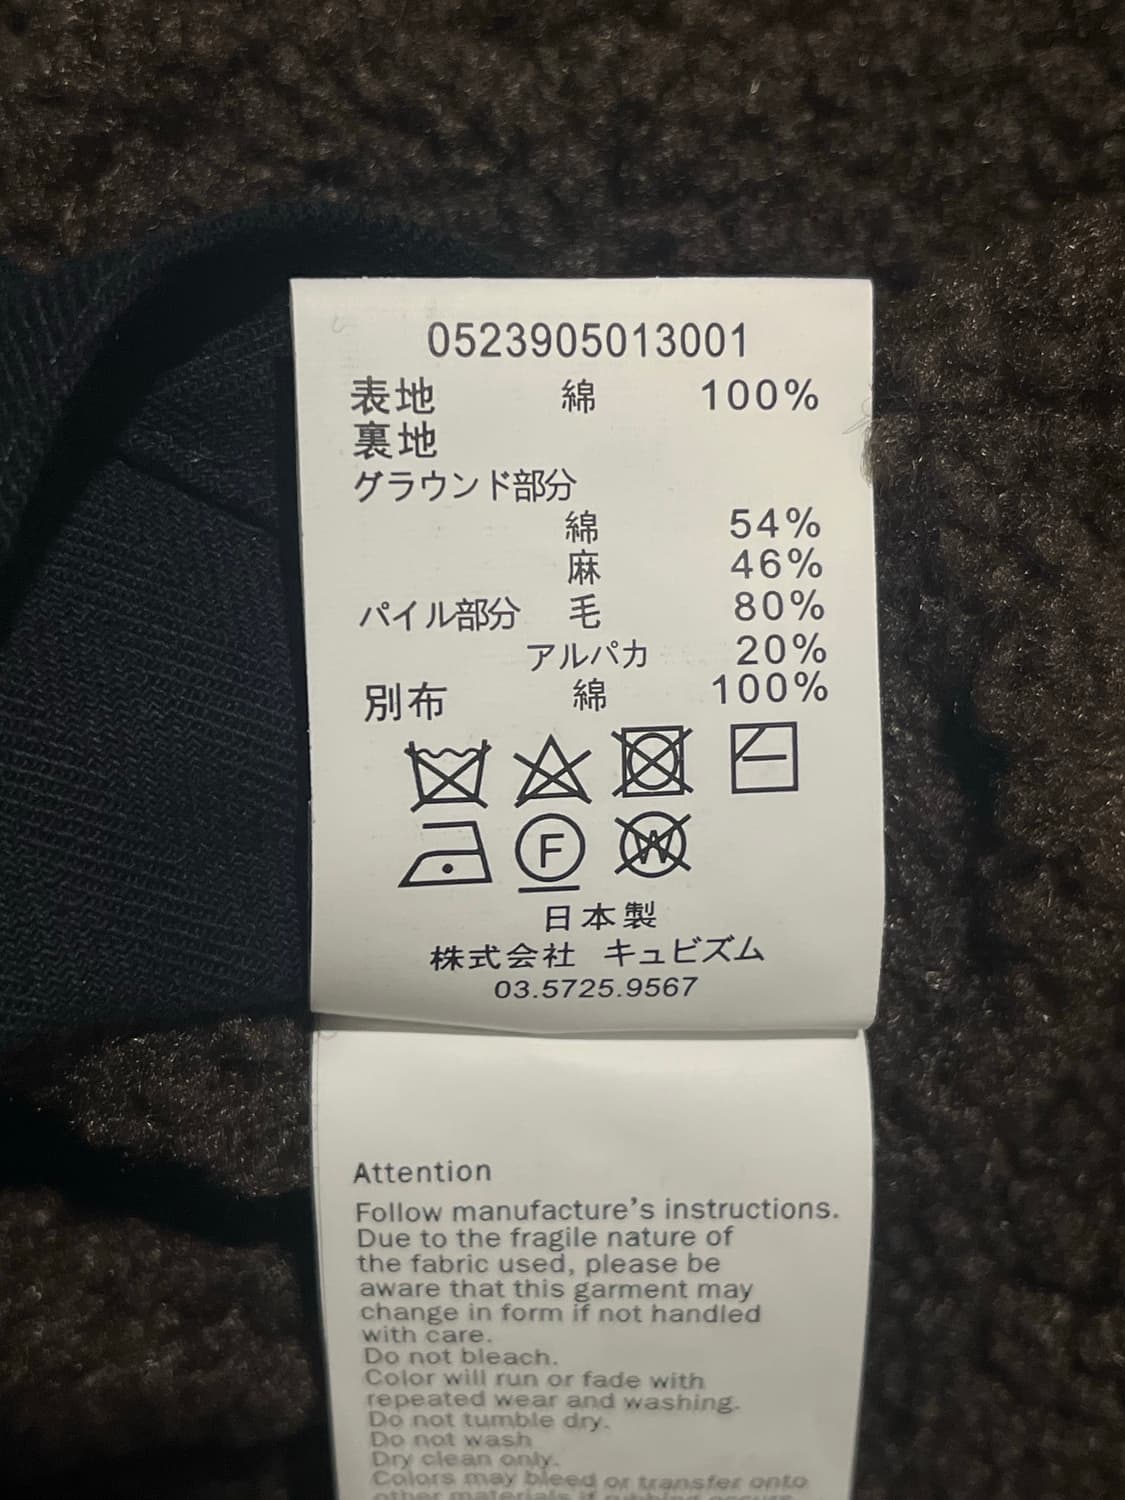 0523905013001
表地 綿 100%
裏地
グラウンド部分
綿 54%
麻 46%
パイル部分 毛 80%
アルパカ 20%
別布 綿 100%
F W
日本製
株式会社 キュビズム
03.5725.9567
Attention
Follow manufacture's instructions.
Due to the fragile nature of
the fabric used, please be
aware that this garment may
change in form if not handled
with care.
Do not bleach.
Color will run or fade with
repeated wear and washing.
Do not tumble dry.
Do not wash
Dry clean only.
Colors may bleed or transfer onto
other materials if rubbing occurs